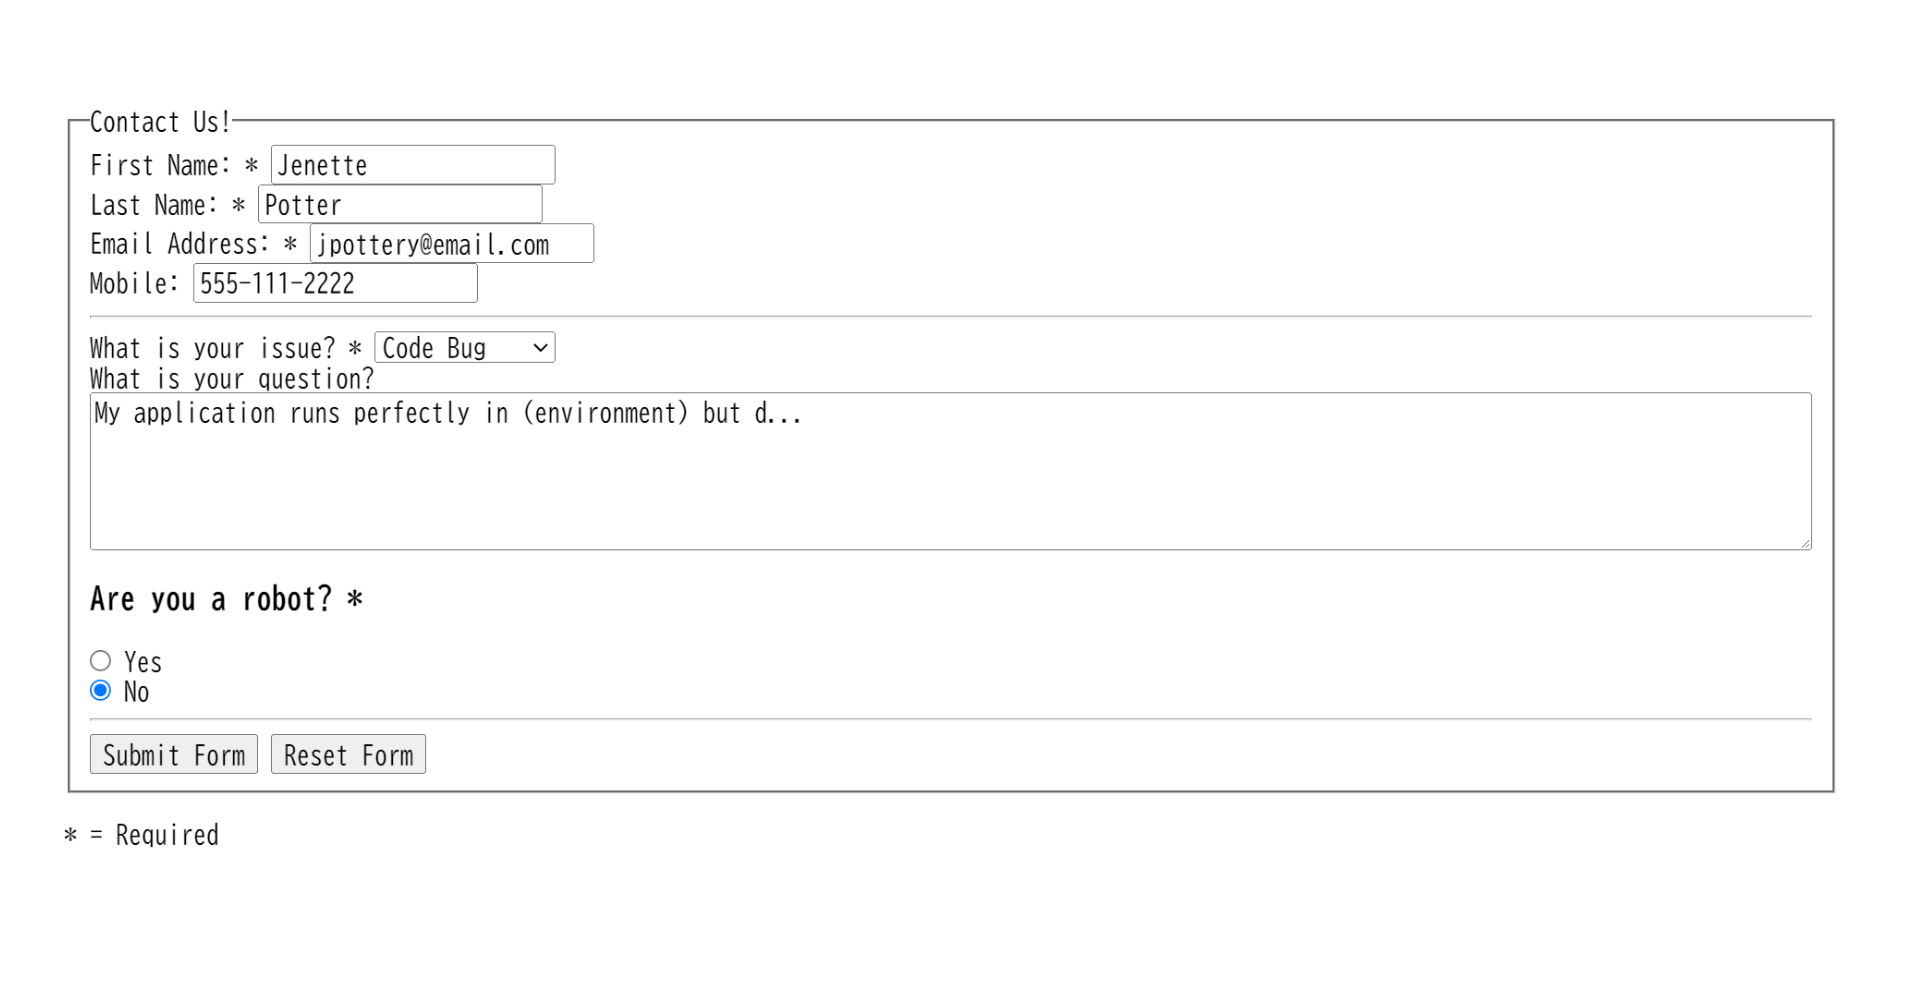 Contact Us!
First Name: * Jenette
Last Name: * Potter
Email Address: * jpottery@email.com
Mobile: 555-111-2222
What is your issue? * Code Bug
What is your question?
My application runs perfectly in (environment) but d...
Are you a robot? *
Yes
No
Submit Form Reset Form
* = Required